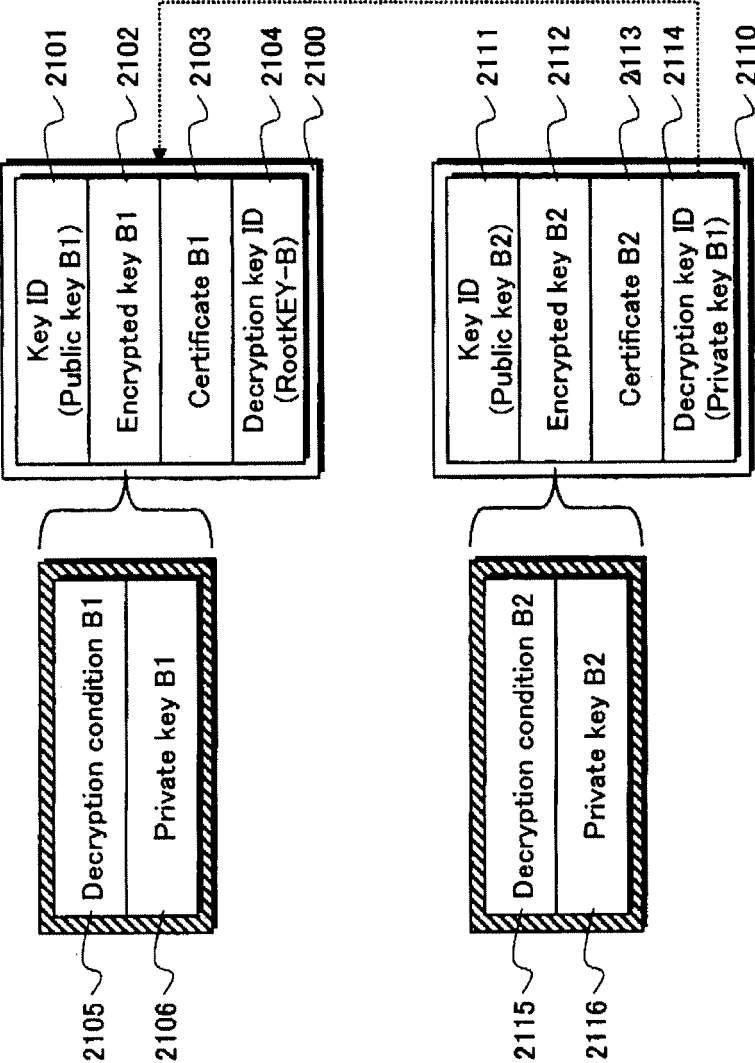 2101
2102
2103
2104
2100
Key ID
(Public key B1)
Encrypted key B1
Certificate B1
Decryption key ID
(RootKEY-B)
Decryption condition B1
Private key B1
2105
2106
2111
2112
2113
2114
2110
Key ID
(Public key B2)
Encrypted key B2
Certificate B2
Decryption key ID
(Private key B1)
Decryption condition B2
Private key B2
2115
2116